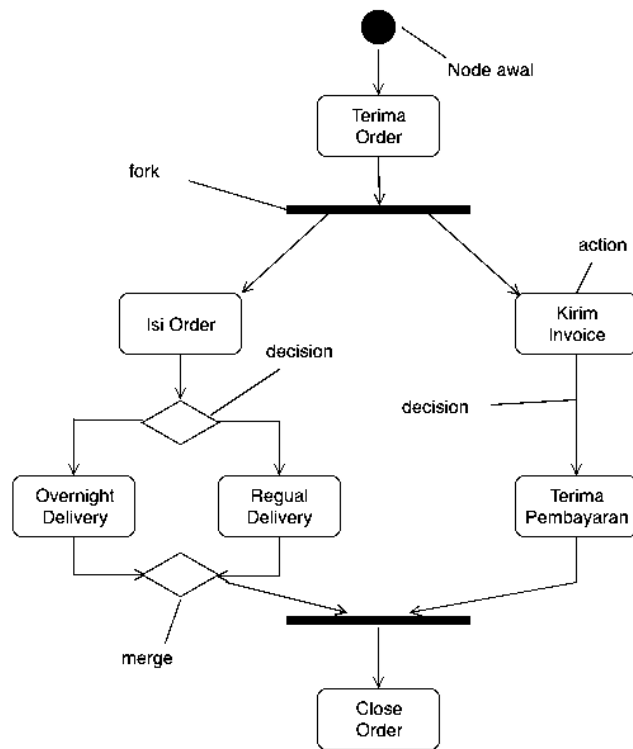 Node awal
Terima
Order
fork
action
Isi Order
Kirim
Invoice
decision
decision
Overnight
Delivery
Regual
Delivery
Terima
Pembayaran
merge
Close
Order